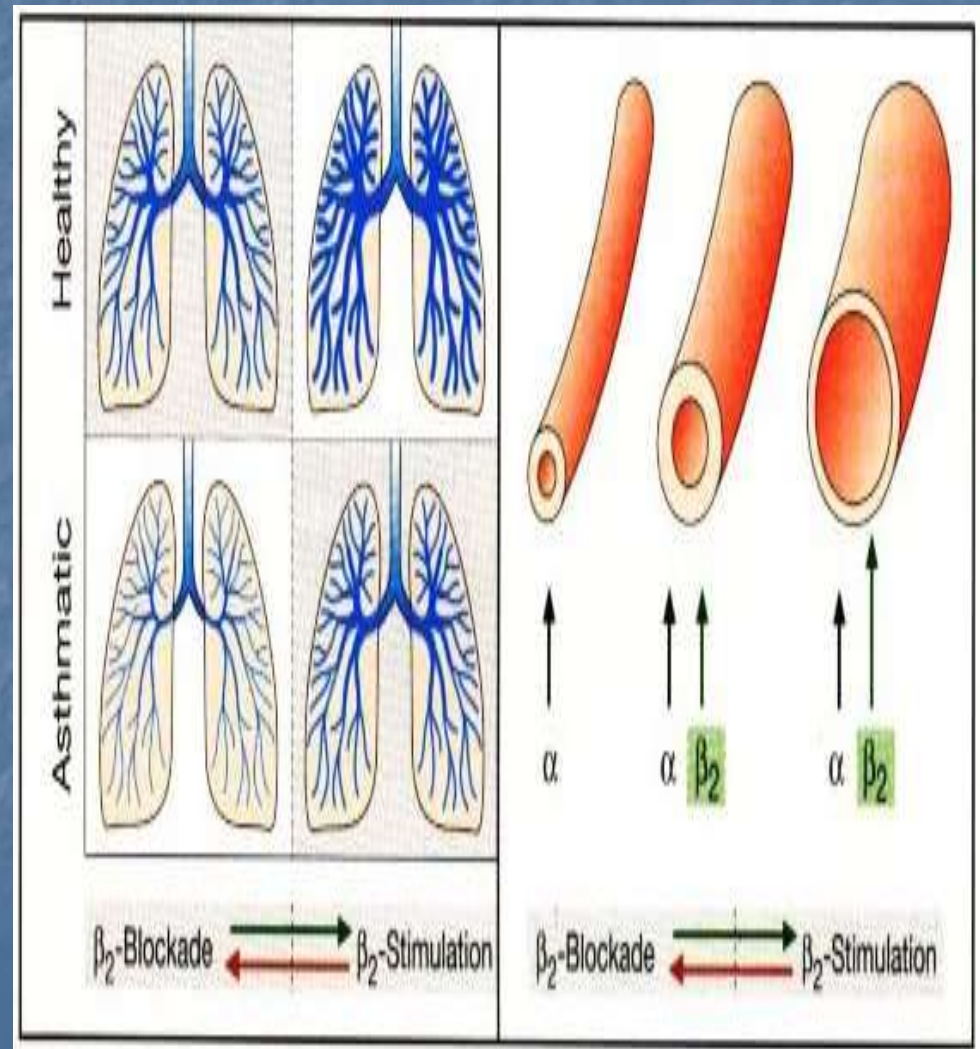 Healthy
Asthmatic
β₂-Blockade
β₂-Stimulation
α
α β₂
α β₂
β₂-Blockade
β₂-Stimulation